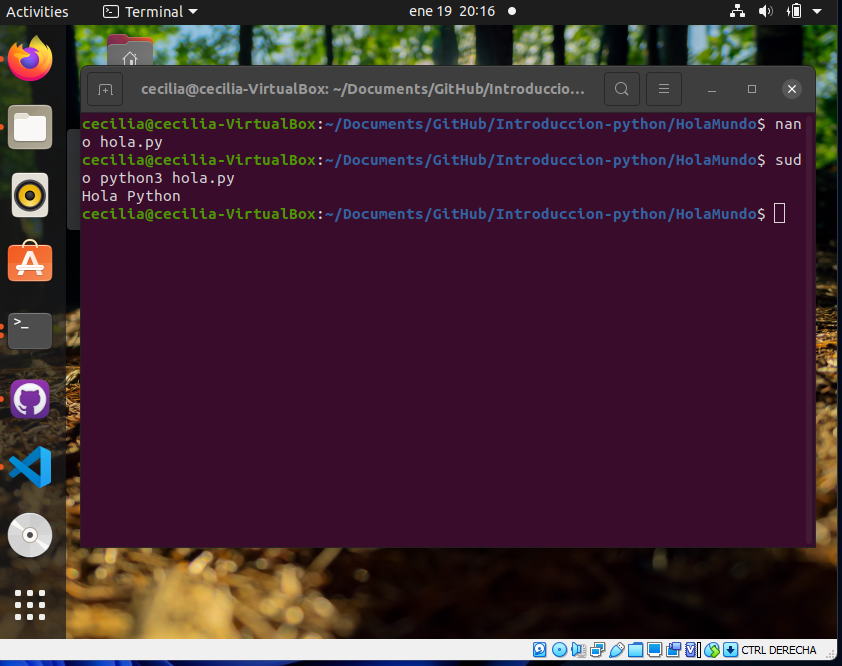 Activities Terminal ene 19 20:16
cecilia@cecilia-VirtualBox: ~/Documents/GitHub/Introduccio...
cecilia@cecilia-VirtualBox:~/Documents/GitHub/Introduccion-python/HolaMundo$ nan
o hola.py
cecilia@cecilia-VirtualBox:~/Documents/GitHub/Introduccion-python/HolaMundo$ sud
o python3 hola.py
Hola Python
cecilia@cecilia-VirtualBox:~/Documents/GitHub/Introduccion-python/HolaMundo$
>_
CTRL DERECHA